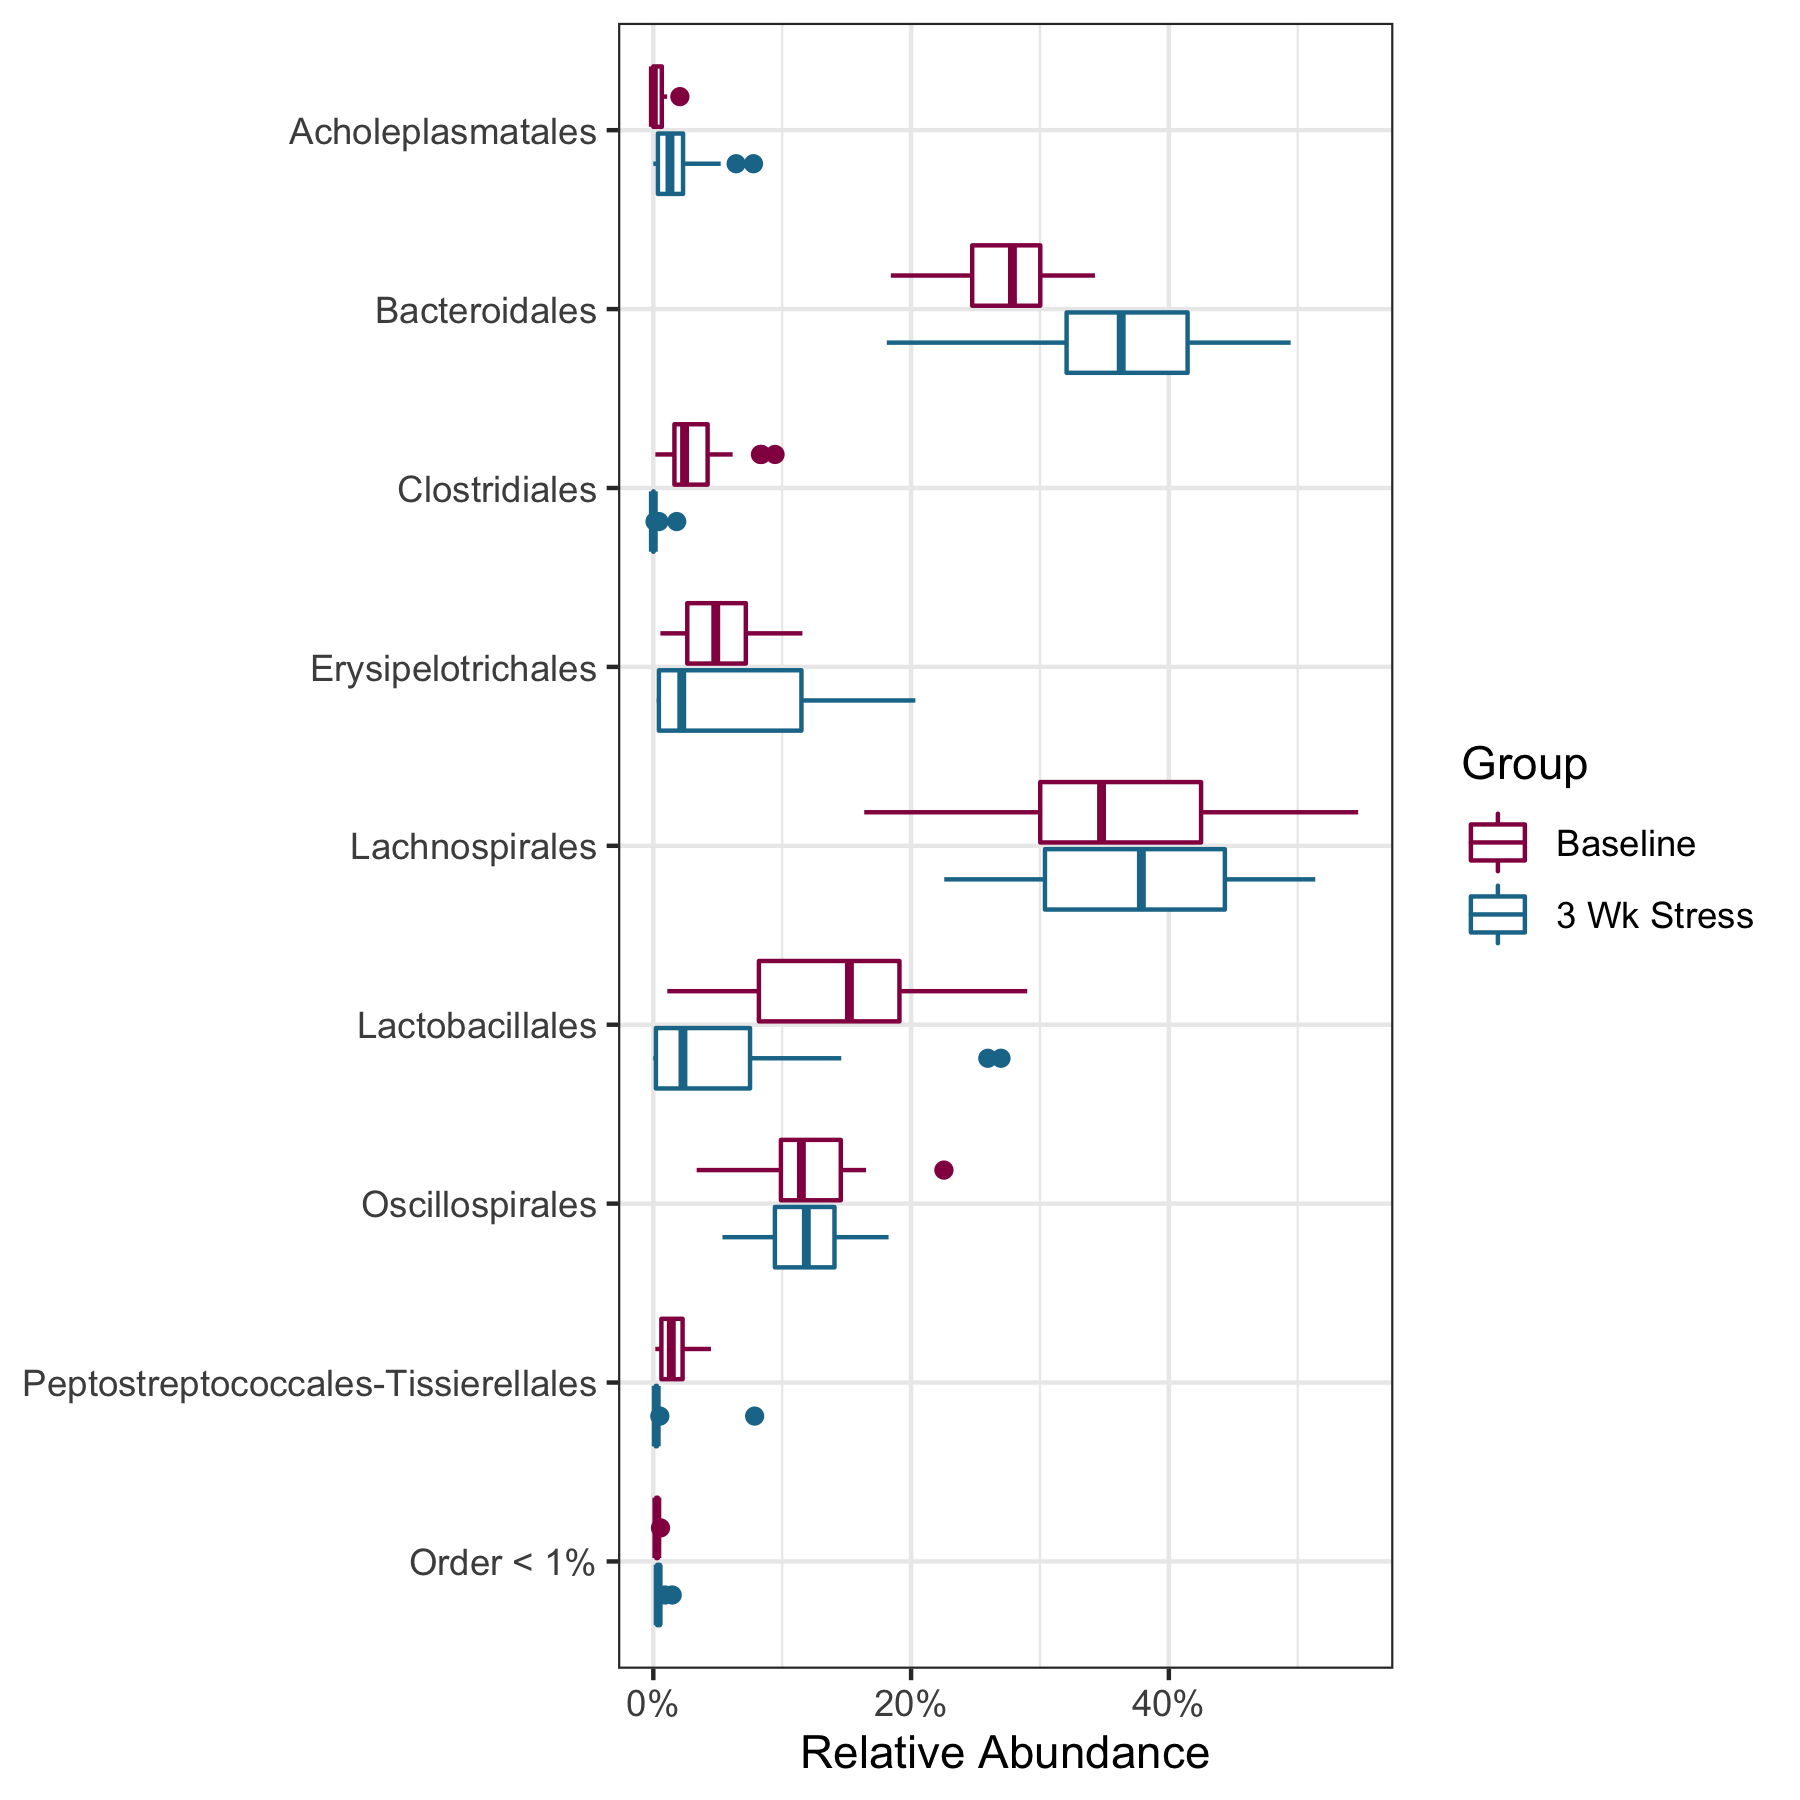 Acholeplasmatales
Bacteroidales
Clostridiales
Erysipelotrichales
Lachnospirales
Lactobacillales
Oscillospirales
Peptostreptococcales-Tissierellales
Order < 1%
0% 20% 40%
Relative Abundance
Group
Baseline
3 Wk Stress